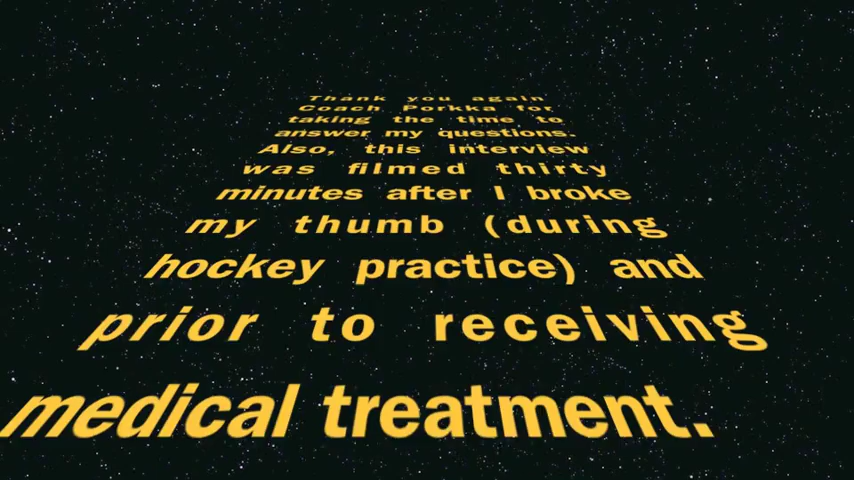 Thank you again
Coach Porkka for
taking the time to
answer my questions.
Also, this interview
was filmed thirty
minutes after I broke
my thumb (during
hockey practice) and
prior to receiving
medical treatment.